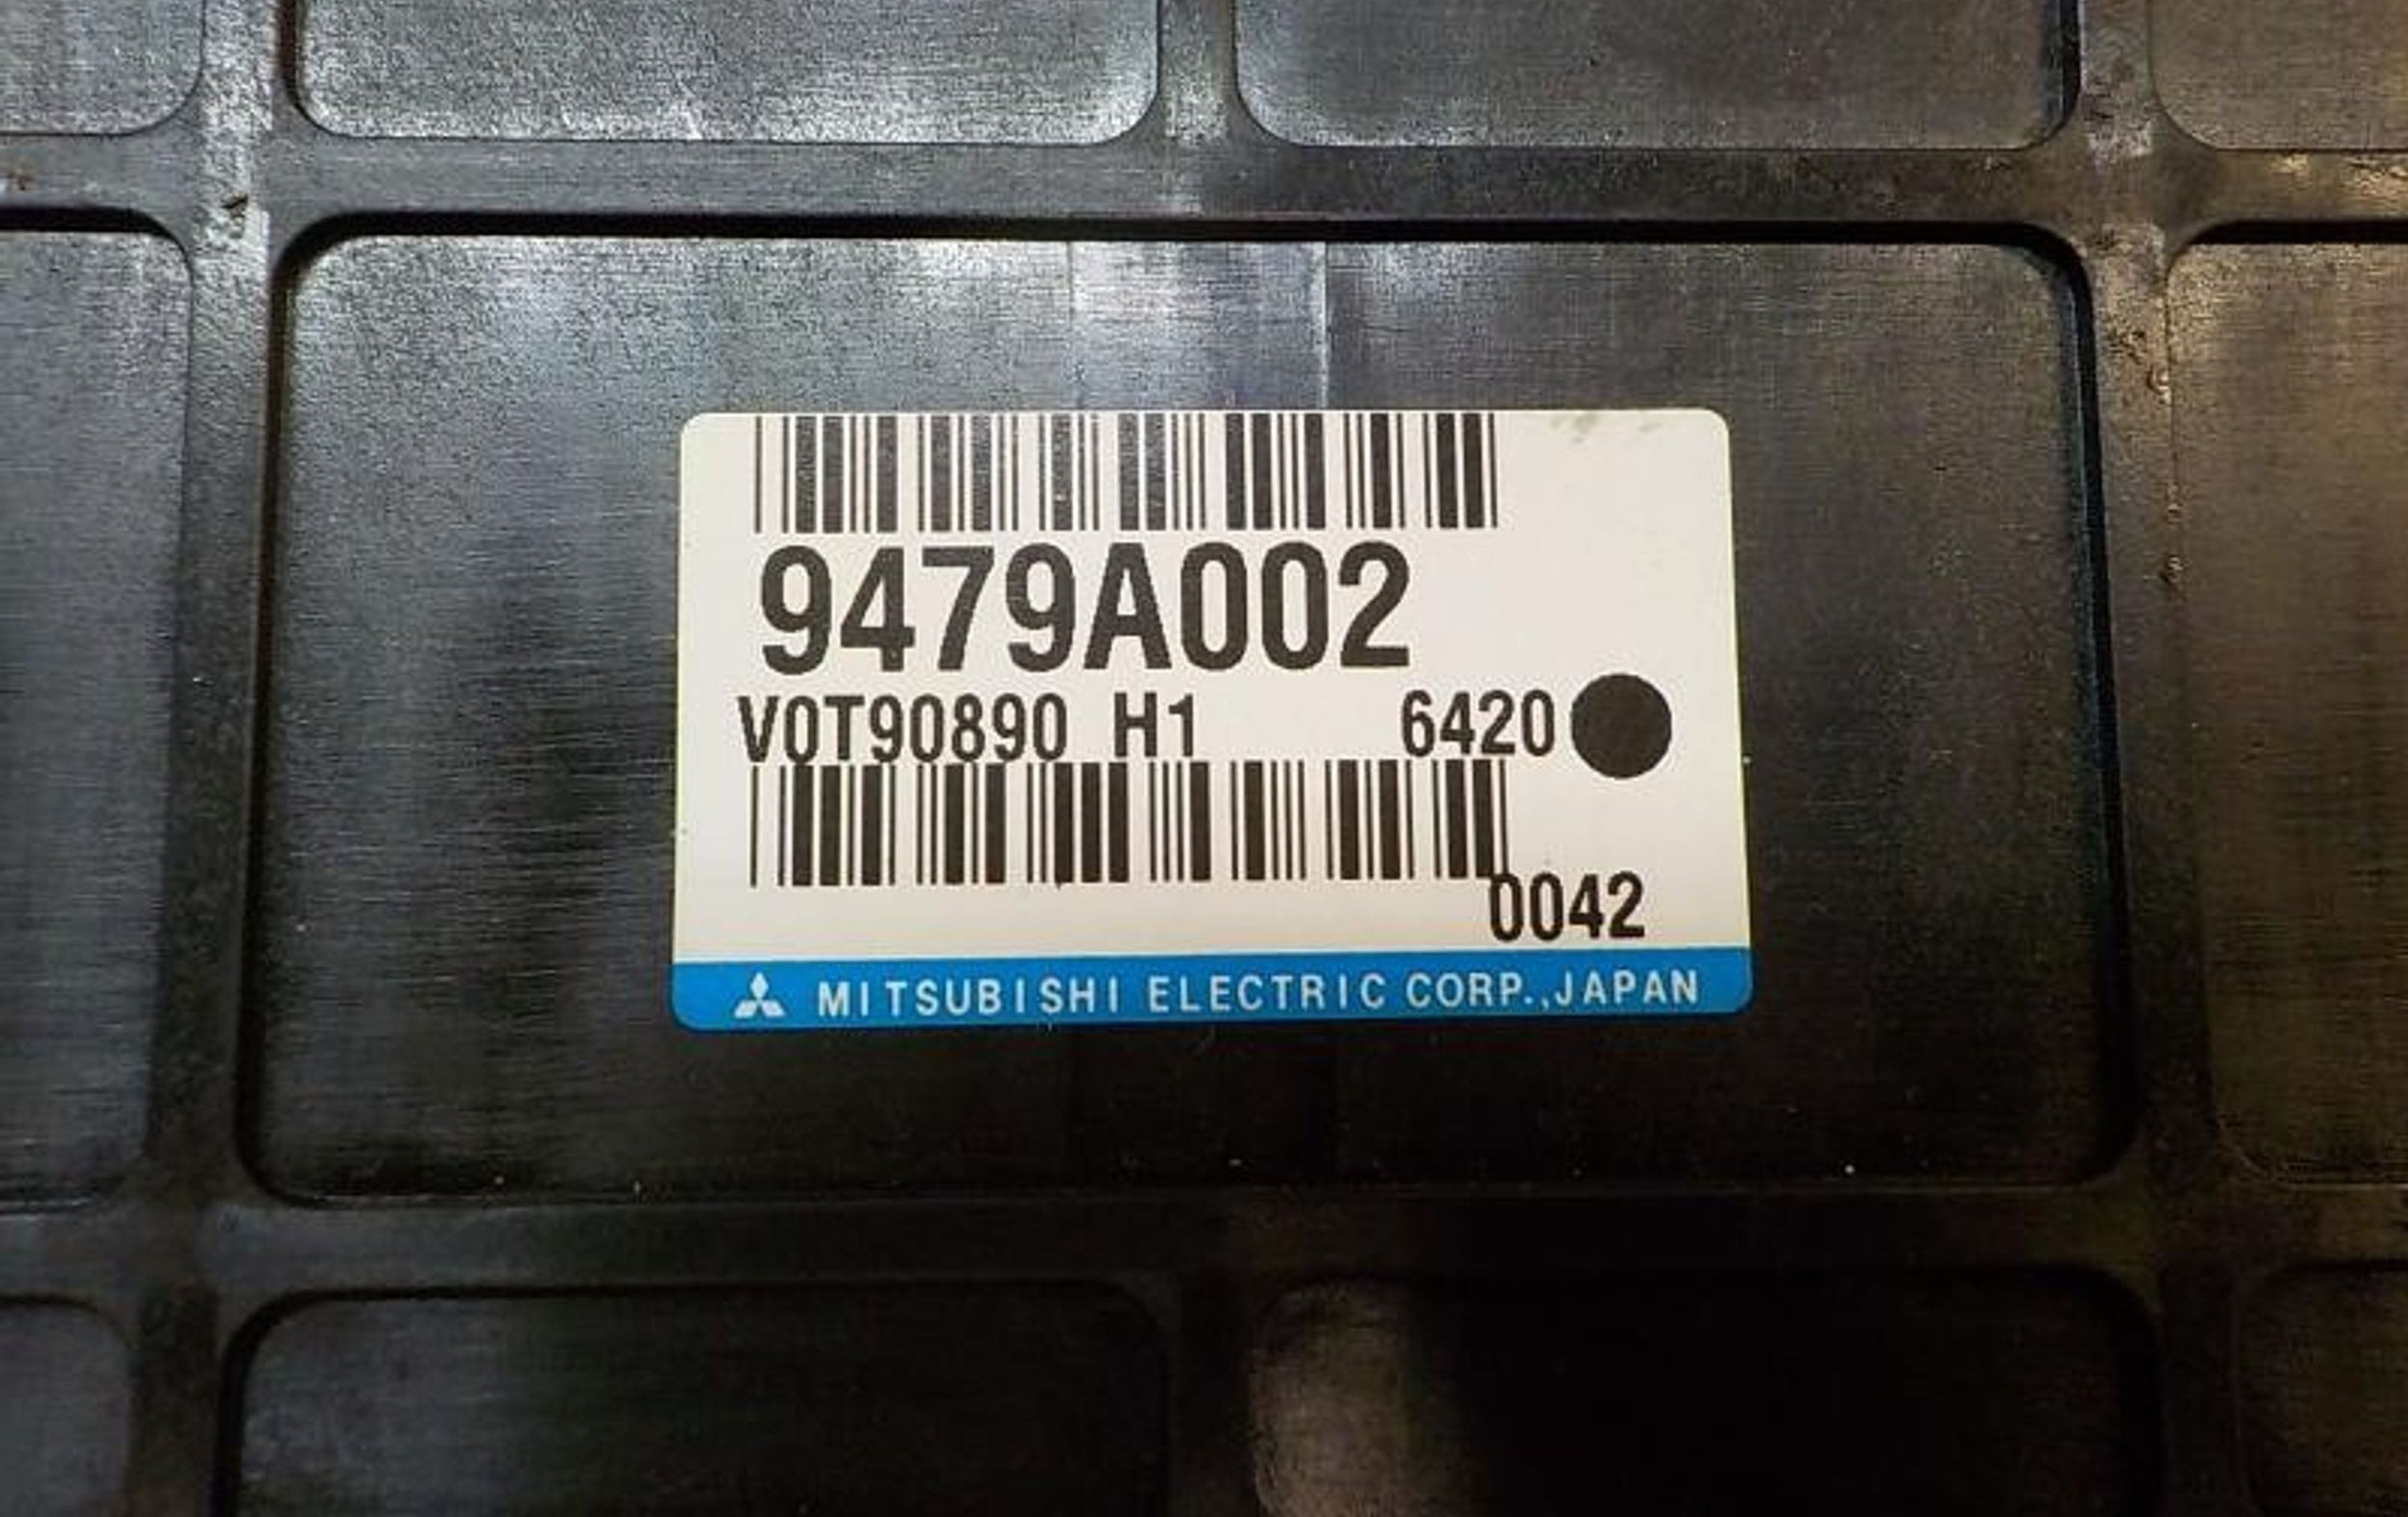 9479A002
V0T90890 H1 6420
0042
MITSUBISHI ELECTRIC CORP.,JAPAN